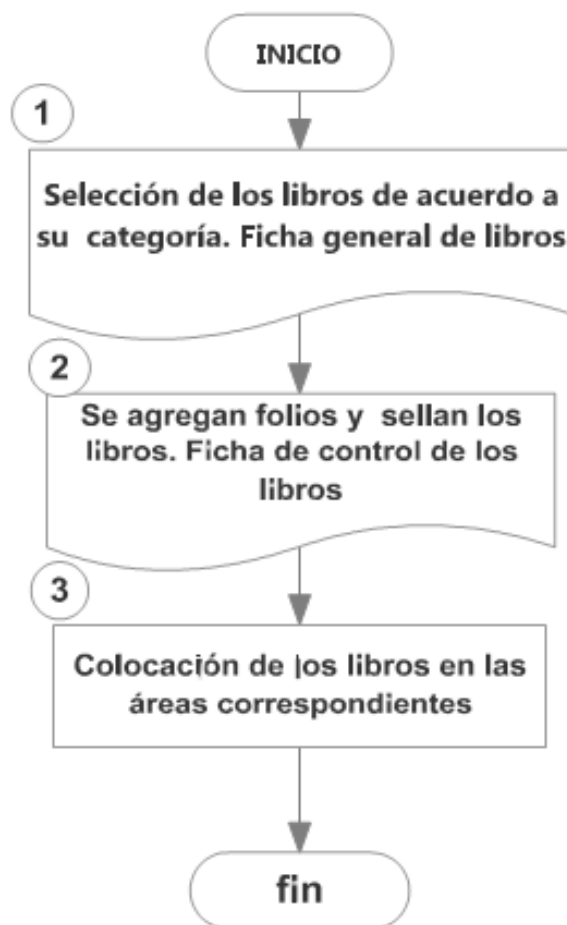 INICIO
1
Selección de los libros de acuerdo a
su categoría. Ficha general de libros
2
Se agregan folios y sellan los
libros. Ficha de control de los
libros
3
Colocación de los libros en las
áreas correspondientes
fin